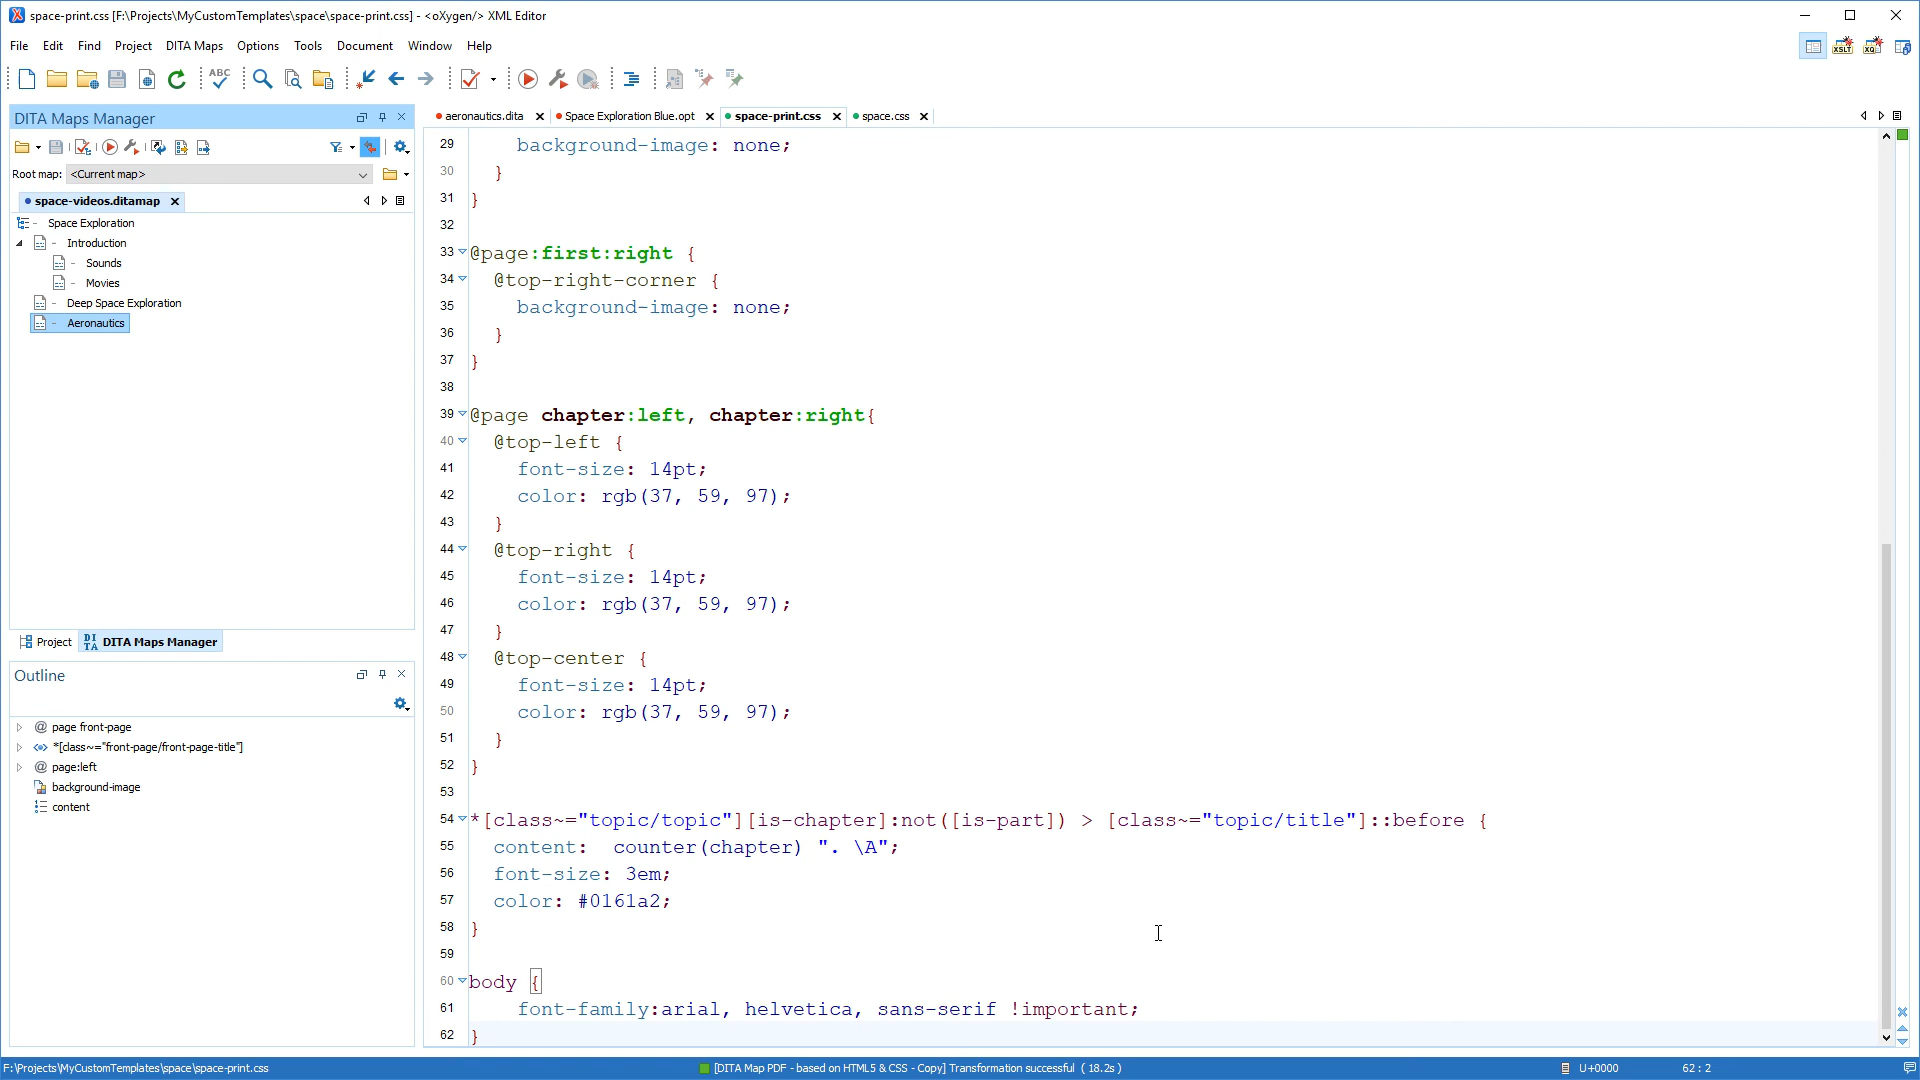 space-print.css [F:\Projects\MyCustomTemplates\space\space-print.css] - <oXygen/> XML Editor
File Edit Find Project DITA Maps Options Tools Document Window Help
ABC
XSLT XQ
DITA Maps Manager
Root map: <Current map>
space-videos.ditamap
Space Exploration
Introduction
Sounds
Movies
Deep Space Exploration
Aeronautics
Project DITA DITA Maps Manager
Outline
@ page front-page
*[class~="front-page/front-page-title"]
@ page:left
background-image
content
aeronautics.dita Space Exploration Blue.opt space-print.css space.css
29 background-image: none;
30 }
31 }
32
33 @page:first:right {
34 @top-right-corner {
35 background-image: none;
36 }
37 }
38
39 @page chapter:left, chapter:right{
40 @top-left {
41 font-size: 14pt;
42 color: rgb(37, 59, 97);
43 }
44 @top-right {
45 font-size: 14pt;
46 color: rgb(37, 59, 97);
47 }
48 @top-center {
49 font-size: 14pt;
50 color: rgb(37, 59, 97);
51 }
52 }
53
54 *[class~="topic/topic"][is-chapter]:not([is-part]) > [class~="topic/title"]::before {
55 content:  counter(chapter) ". \A";
56 font-size: 3em;
57 color: #0161a2;
58 }
59
60 body {
61 font-family:arial, helvetica, sans-serif !important;
62 }
F:\Projects\MyCustomTemplates\space\space-print.css [DITA Map PDF - based on HTML5 & CSS - Copy] Transformation successful ( 18.2s ) U+0000 62 : 2